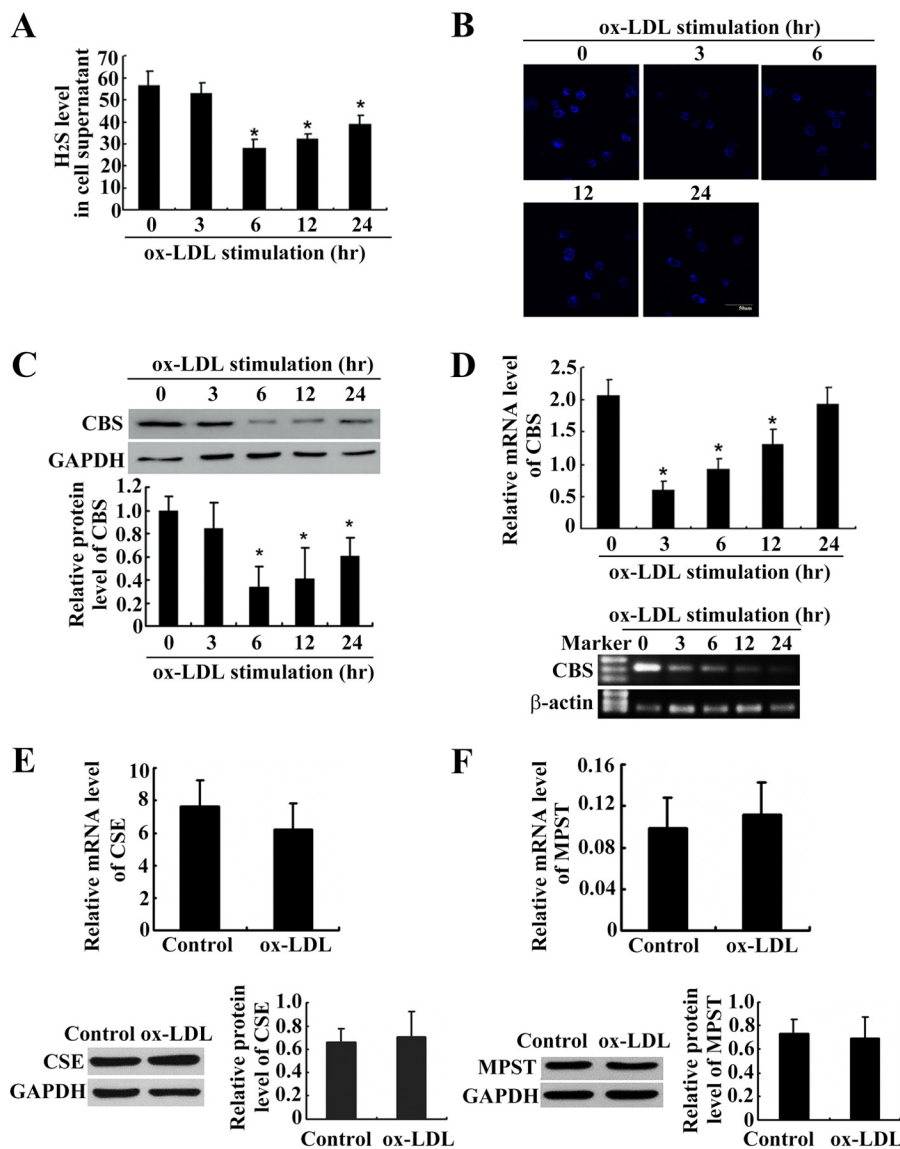 A
H2S level
in cell supernatant
70
60
50
40
30
20
10
0
* * *
0 3 6 12 24
ox-LDL stimulation (hr)
B
ox-LDL stimulation (hr)
0 3 6
12 24
50um
C
ox-LDL stimulation (hr)
0 3 6 12 24
CBS
GAPDH
Relative protein
level of CBS
1.2
1.0
0.8
0.6
0.4
0.2
0
* * *
0 3 6 12 24
ox-LDL stimulation (hr)
D
Relative mRNA level
of CBS
2.5
2.0
1.5
1.0
0.5
0
* * *
0 3 6 12 24
ox-LDL stimulation (hr)
ox-LDL stimulation (hr)
Marker 0 3 6 12 24
CBS
β-actin
E
Relative mRNA level
of CSE
10
8
6
4
2
0
Control ox-LDL
Control ox-LDL
CSE
GAPDH
Relative protein
level of CSE
1.0
0.8
0.6
0.4
0.2
0
Control ox-LDL
F
Relative mRNA level
of MPST
0.16
0.12
0.08
0.04
0
Control ox-LDL
Control ox-LDL
MPST
GAPDH
Relative protein
level of MPST
1.0
0.8
0.6
0.4
0.2
0
Control ox-LDL